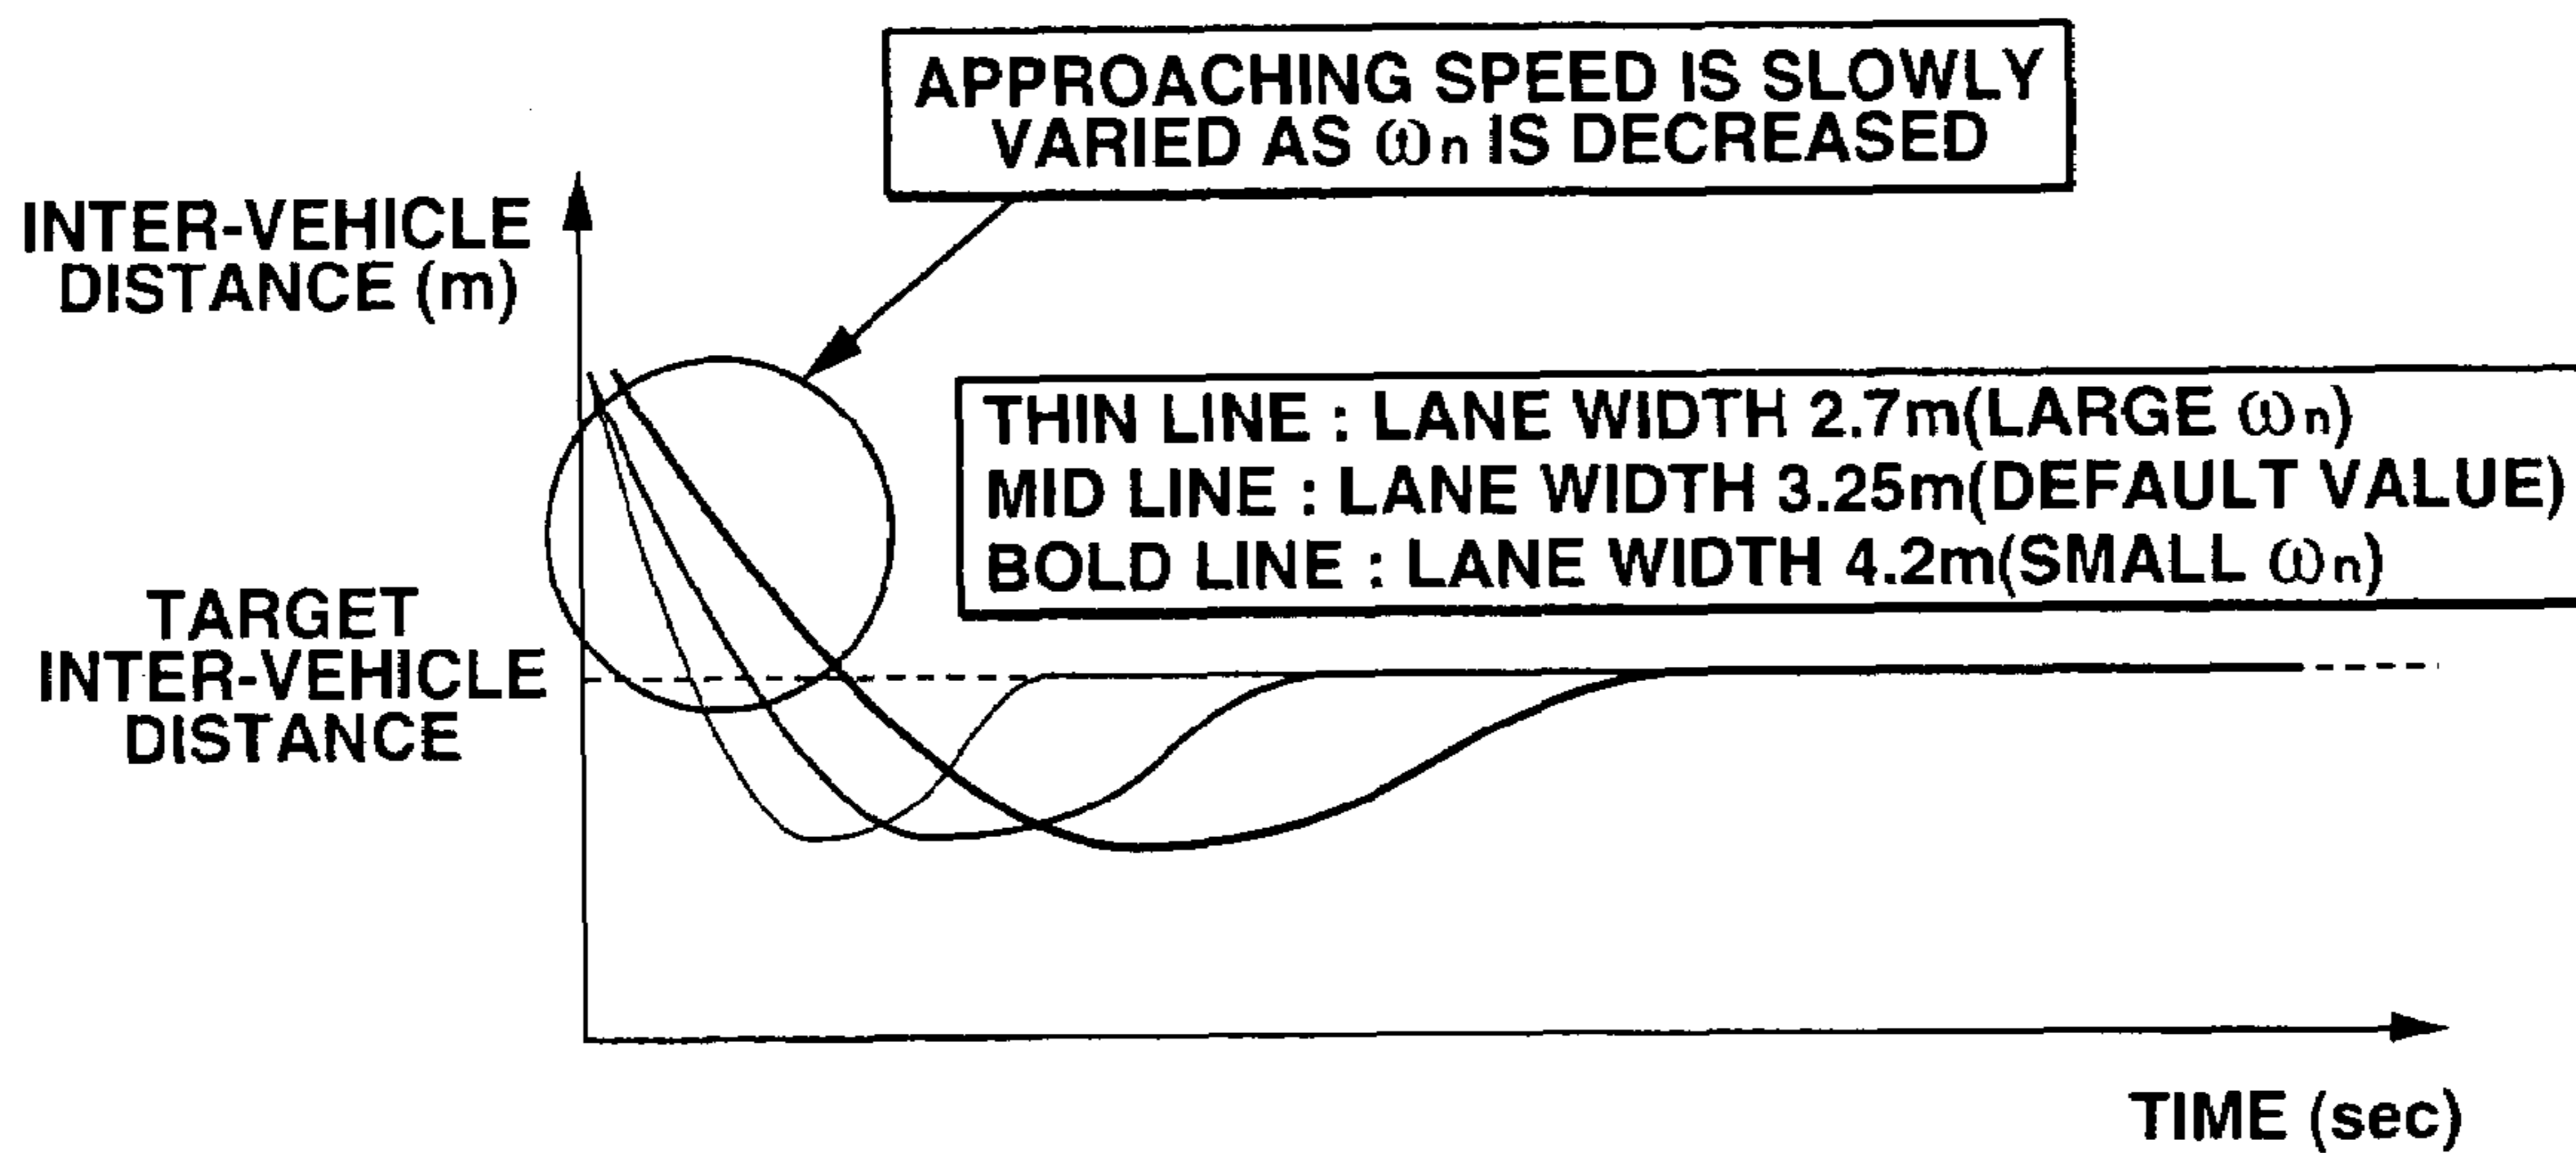 APPROACHING SPEED IS SLOWLY
VARIED AS ωn IS DECREASED
INTER-VEHICLE
DISTANCE (m)
THIN LINE : LANE WIDTH 2.7m(LARGE ωn)
MID LINE : LANE WIDTH 3.25m(DEFAULT VALUE)
BOLD LINE : LANE WIDTH 4.2m(SMALL ωn)
TARGET
INTER-VEHICLE
DISTANCE
TIME (sec)